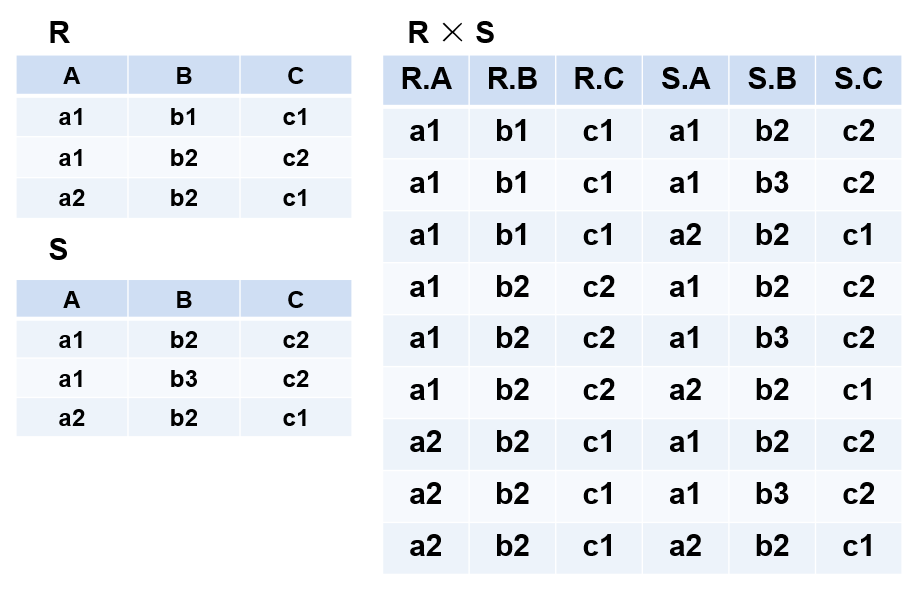 R
A B C
a1 b1 c1
a1 b2 c2
a2 b2 c1
S
A B C
a1 b2 c2
a1 b3 c2
a2 b2 c1
R × S
R.A R.B R.C S.A S.B S.C
a1 b1 c1 a1 b2 c2
a1 b1 c1 a1 b3 c2
a1 b1 c1 a2 b2 c1
a1 b2 c2 a1 b2 c2
a1 b2 c2 a1 b3 c2
a1 b2 c2 a2 b2 c1
a2 b2 c1 a1 b2 c2
a2 b2 c1 a1 b3 c2
a2 b2 c1 a2 b2 c1